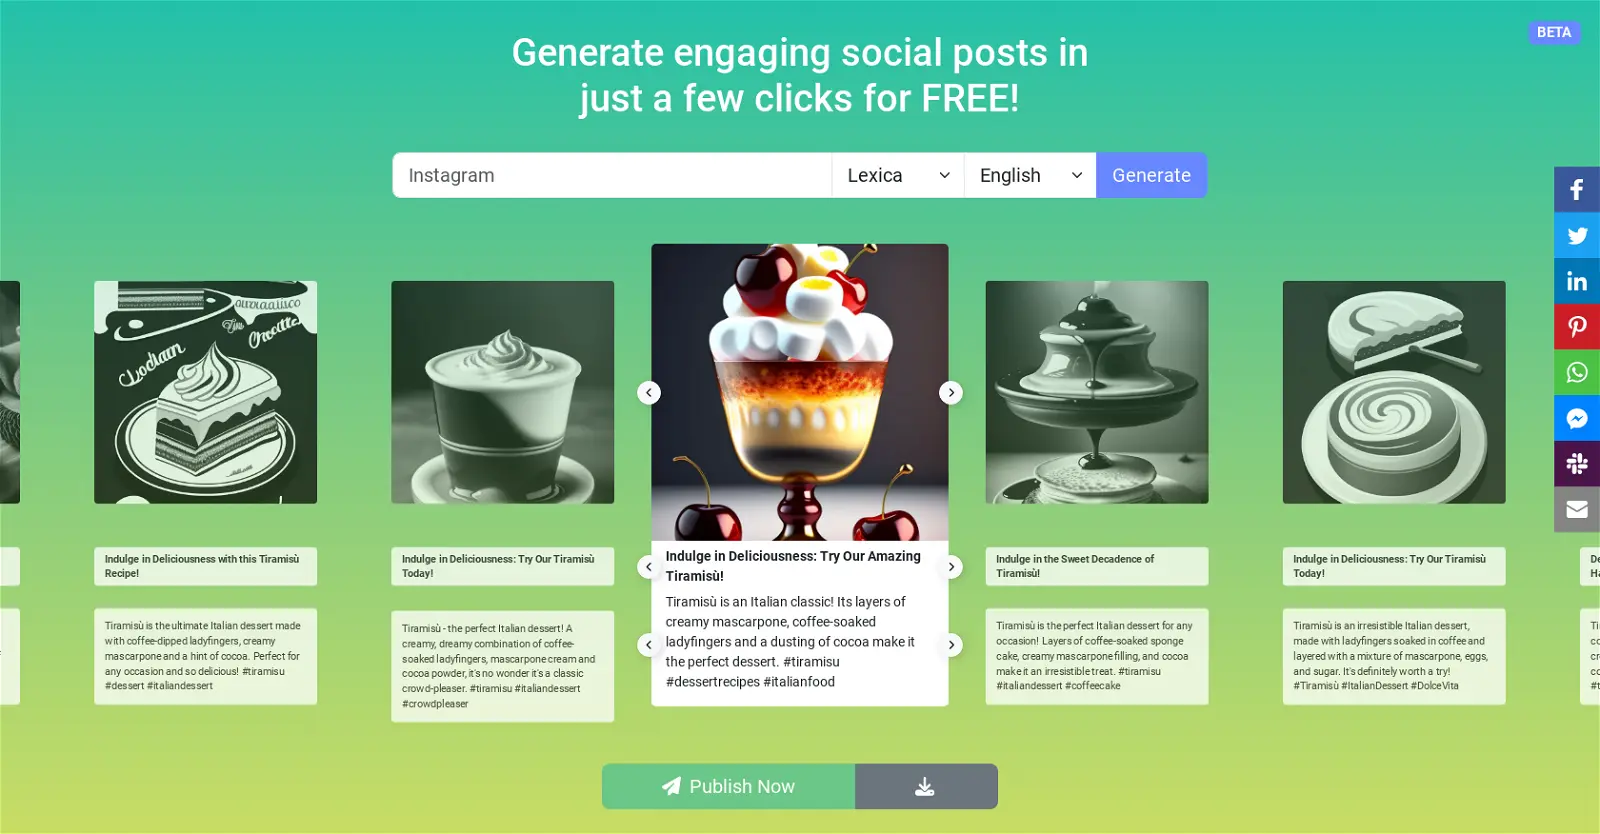 Generate engaging social posts in
just a few clicks for FREE!
BETA
Instagram
Lexica
English
Generate
Indulge in Deliciousness with this Tiramisù
Recipe!
Tiramisù is the ultimate Italian dessert made
with coffee-dipped ladyfingers, creamy
mascarpone and a hint of cocoa. Perfect for
any occasion and so delicious! #tiramisu
#dessert #italiandessert
Indulge in Deliciousness: Try Our Tiramisù
Today!
Tiramisù - the perfect Italian dessert! A
creamy, dreamy combination of coffee-
soaked ladyfingers, mascarpone cream and
cocoa powder, it's no wonder it's a classic
crowd-pleaser. #tiramisu #italiandessert
#crowdpleaser
Indulge in Deliciousness: Try Our Amazing
Tiramisù!
Tiramisù is an Italian classic! Its layers of
creamy mascarpone, coffee-soaked
ladyfingers and a dusting of cocoa make it
the perfect dessert. #tiramisu
#dessertrecipes #italianfood
Indulge in the Sweet Decadence of
Tiramisù!
Tiramisù is the perfect Italian dessert for any
occasion! Layers of coffee-soaked sponge
cake, creamy mascarpone filling, and cocoa
make it an irresistible treat. #tiramisu
#italiandessert #coffeecake
Indulge in Deliciousness: Try Our Tiramisù
Today!
Tiramisù is an irresistible Italian dessert,
made with ladyfingers soaked in coffee and
layered with a mixture of mascarpone, eggs,
and sugar. It's definitely worth a try!
#Tiramisù #ItalianDessert #DolceVita
Publish Now